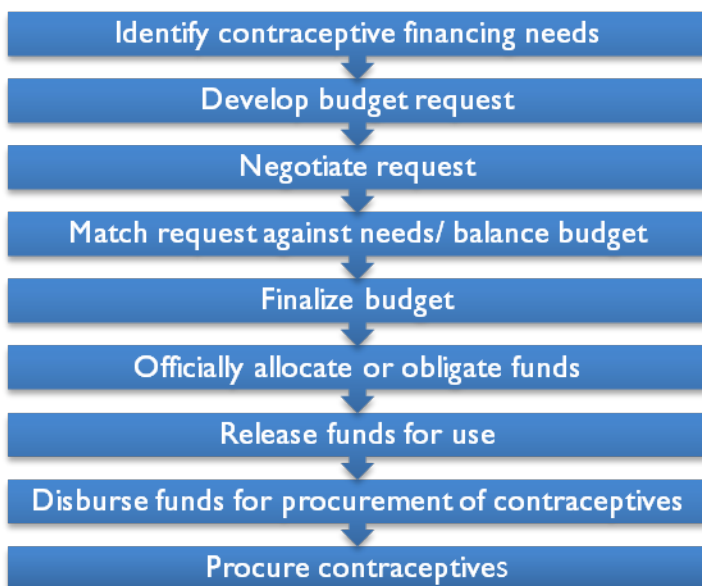 Identify contraceptive financing needs
Develop budget request
Negotiate request
Match request against needs/ balance budget
Finalize budget
Officially allocate or obligate funds
Release funds for use
Disburse funds for procurement of contraceptives
Procure contraceptives